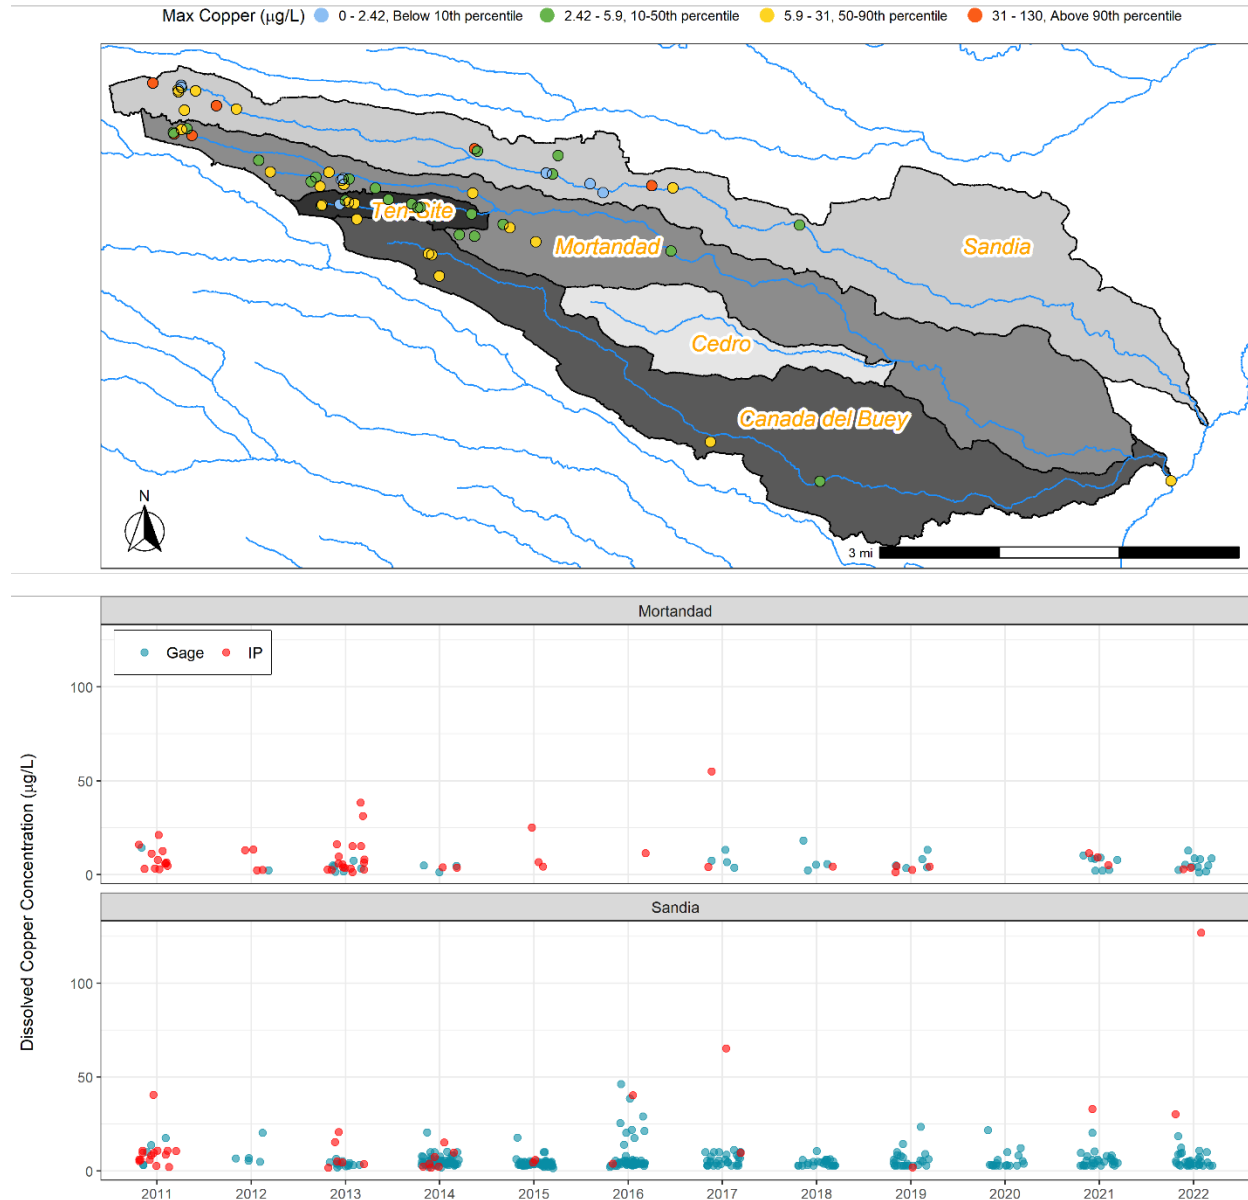 Max Copper (µg/L) 0 - 2.42, Below 10th percentile 2.42 - 5.9, 10-50th percentile 5.9 - 31, 50-90th percentile 31 - 130, Above 90th percentile
Ten-Site
Mortandad
Sandia
Cedro
Canada del Buey
N
3 mi
Mortandad
Gage IP
100
50
0
Sandia
100
50
0
Dissolved Copper Concentration (µg/L)
2011 2012 2013 2014 2015 2016 2017 2018 2019 2020 2021 2022